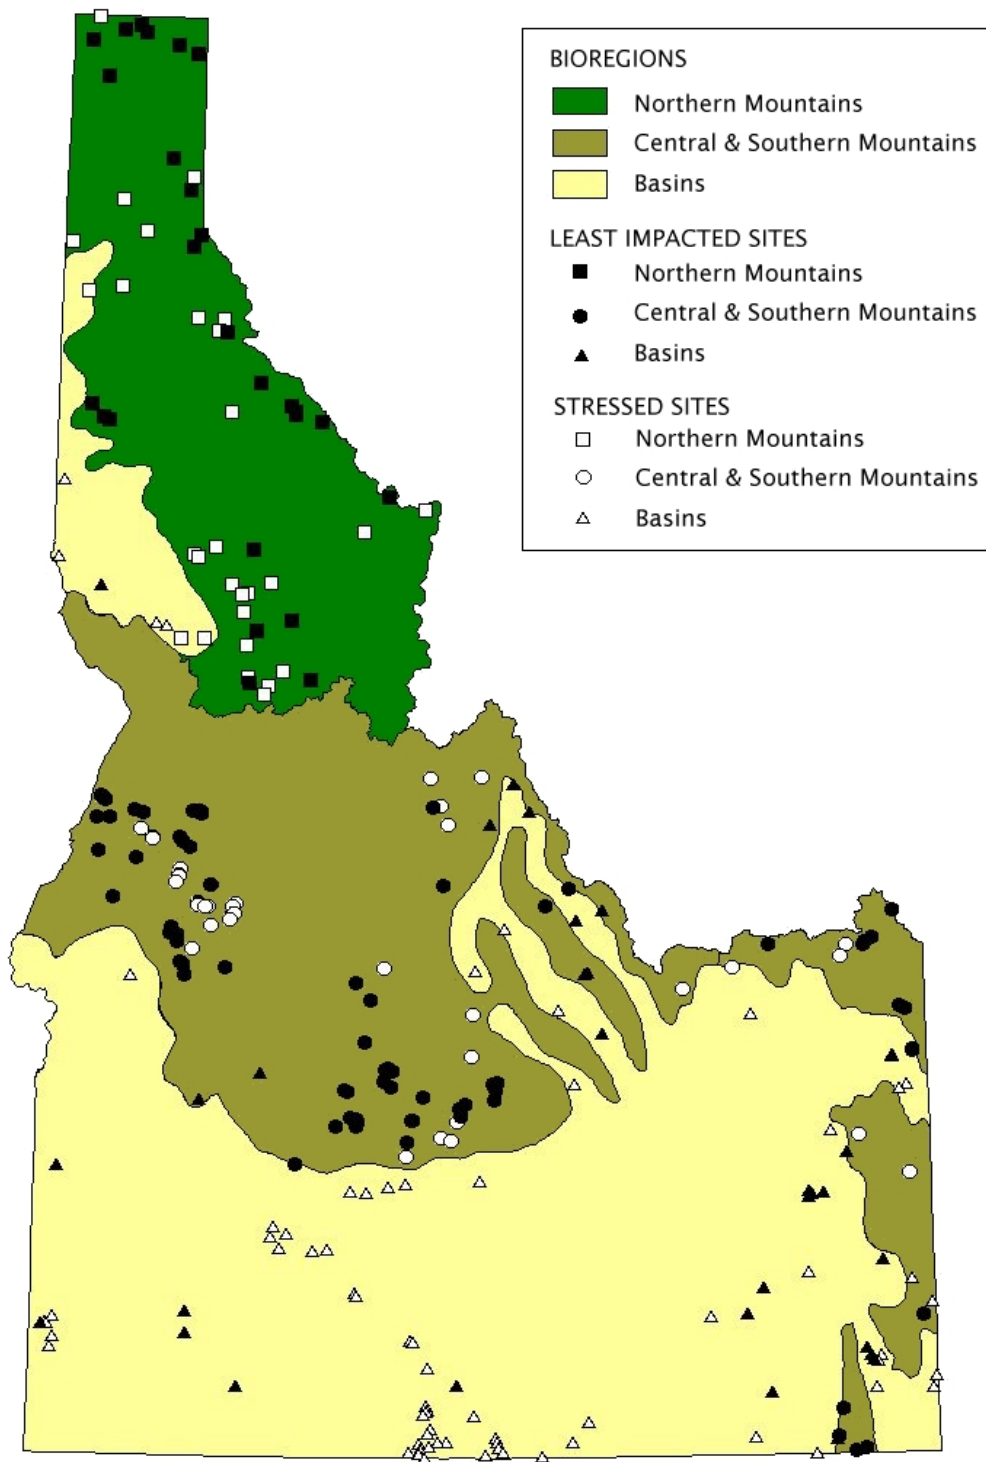 BIOREGIONS
Northern Mountains
Central & Southern Mountains
Basins
LEAST IMPACTED SITES
Northern Mountains
Central & Southern Mountains
Basins
STRESSED SITES
Northern Mountains
Central & Southern Mountains
Basins